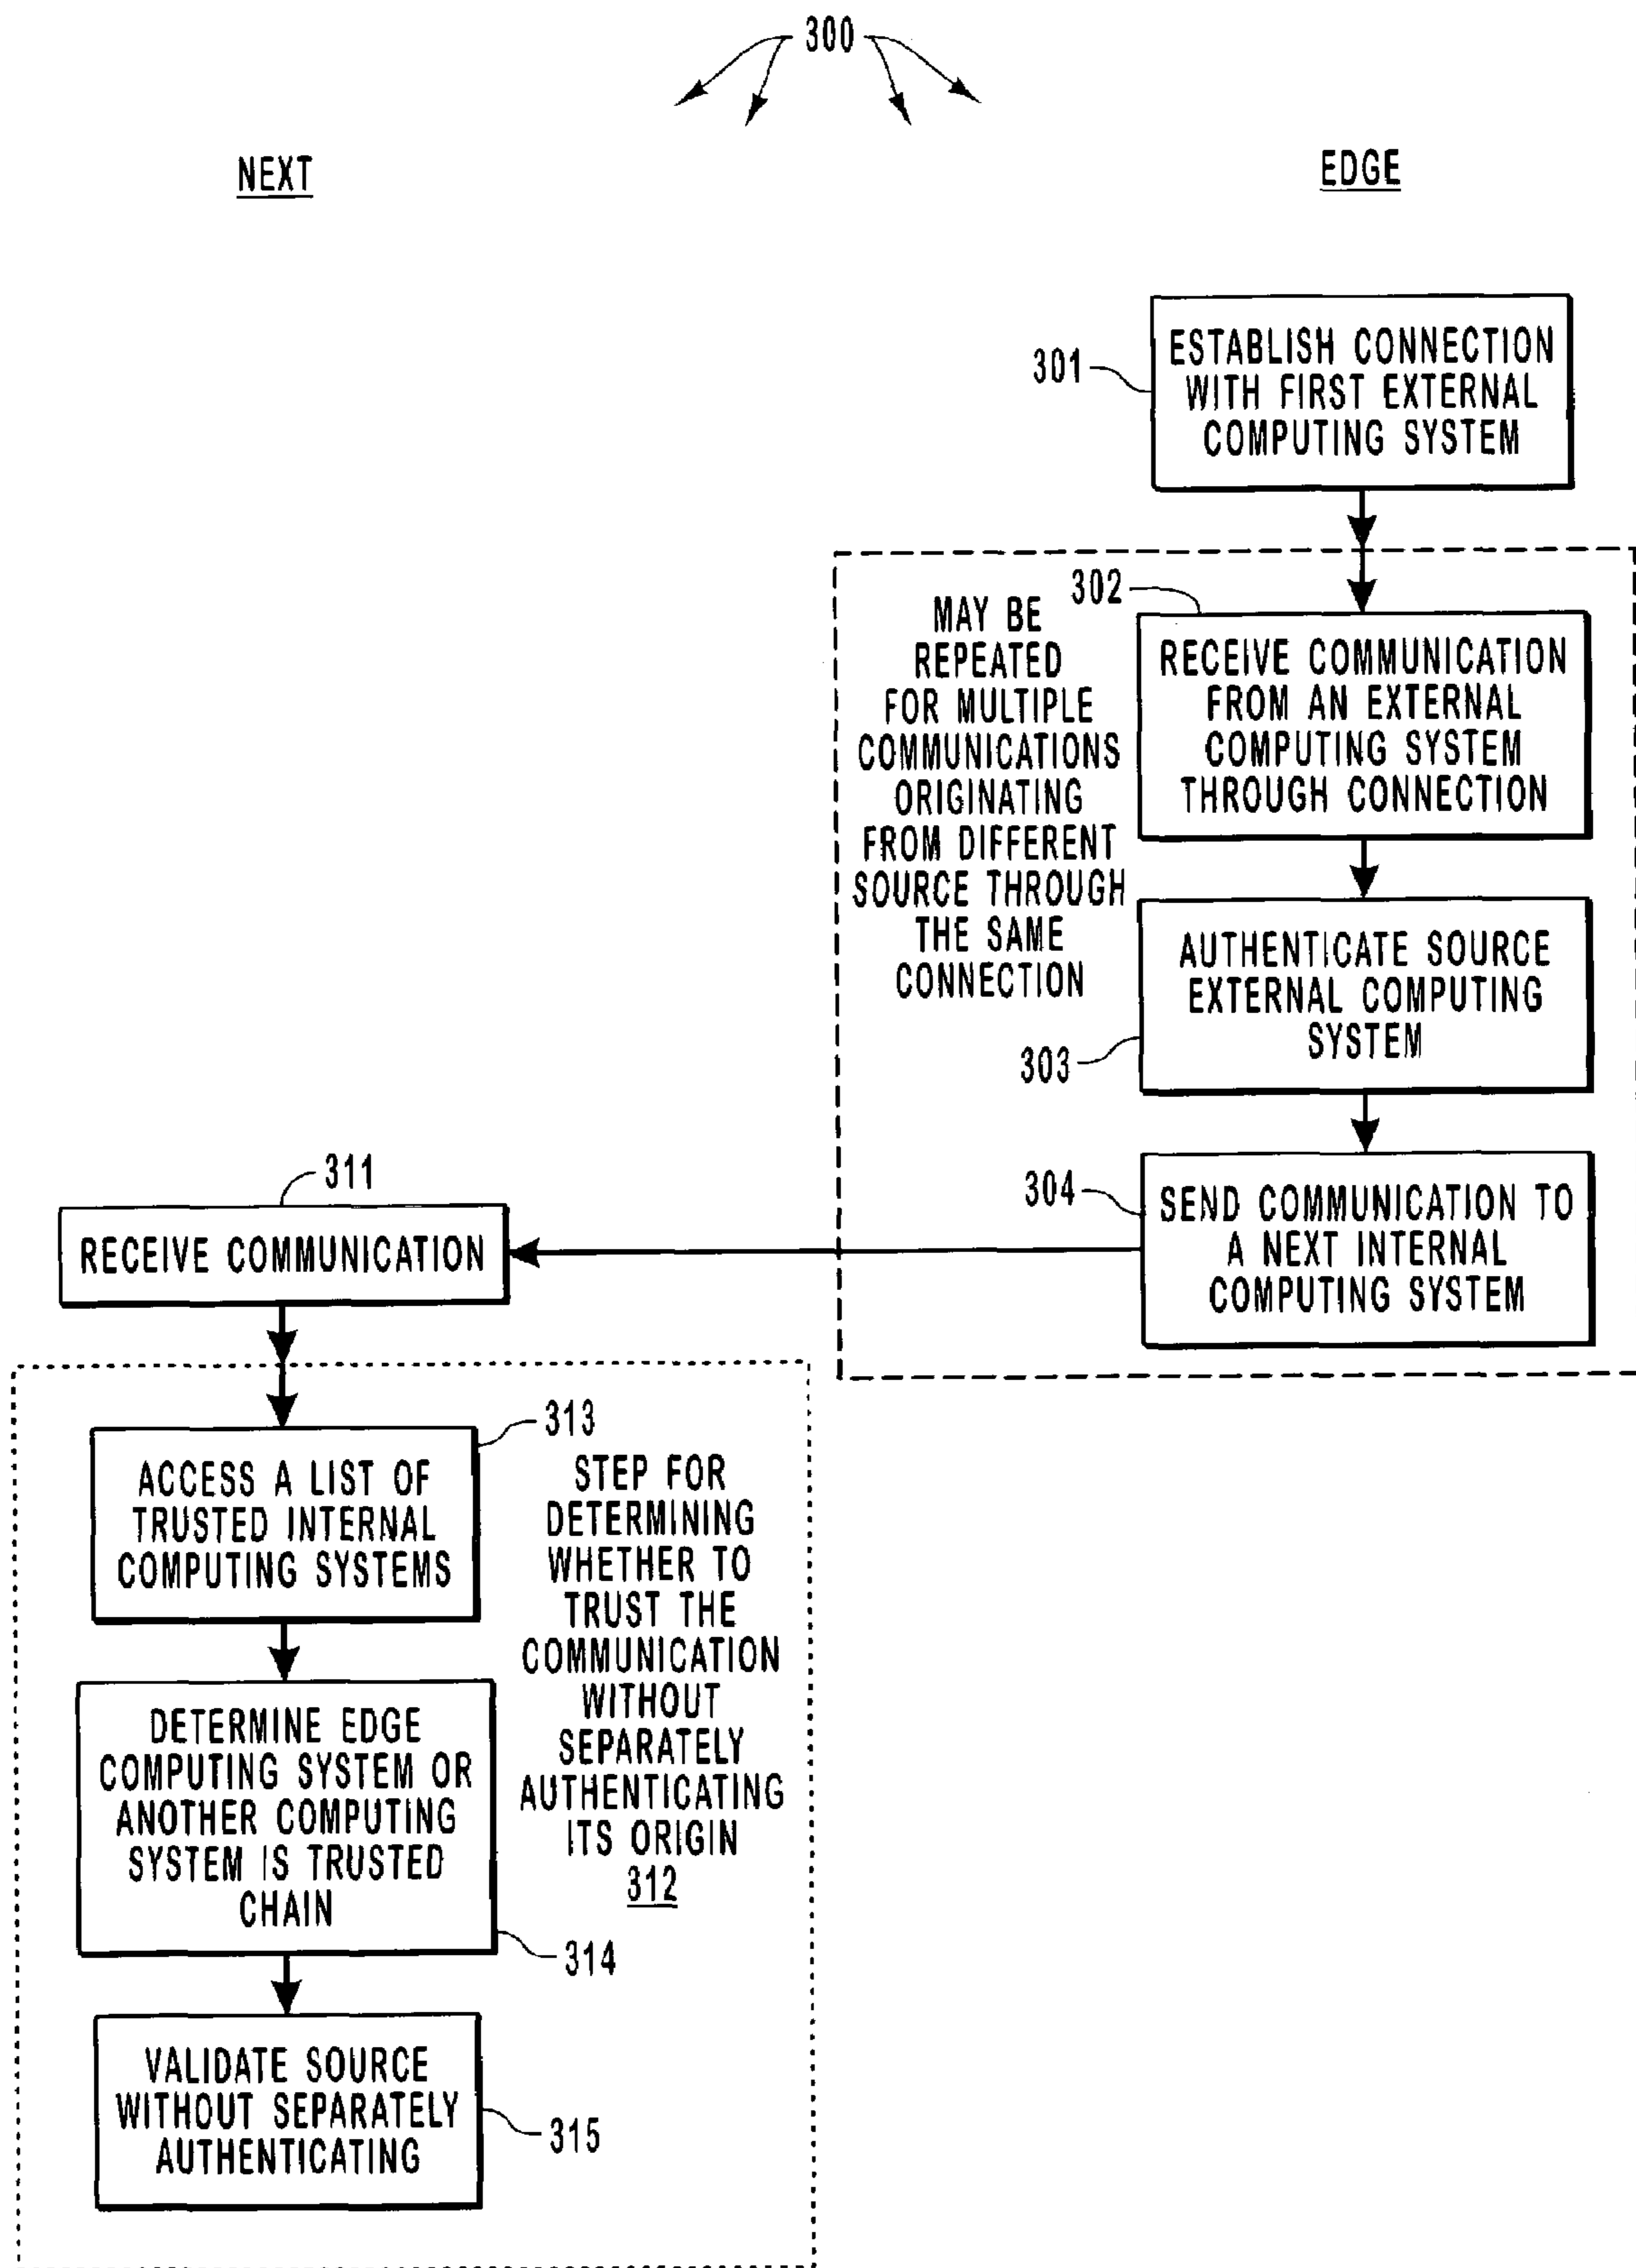 300
NEXT
EDGE
301
ESTABLISH CONNECTION
WITH FIRST EXTERNAL
COMPUTING SYSTEM
MAY BE
REPEATED
FOR MULTIPLE
COMMUNICATIONS
ORIGINATING
FROM DIFFERENT
SOURCE THROUGH
THE SAME
CONNECTION
302
RECEIVE COMMUNICATION
FROM AN EXTERNAL
COMPUTING SYSTEM
THROUGH CONNECTION
303
AUTHENTICATE SOURCE
EXTERNAL COMPUTING
SYSTEM
304
SEND COMMUNICATION TO
A NEXT INTERNAL
COMPUTING SYSTEM
311
RECEIVE COMMUNICATION
313
ACCESS A LIST OF
TRUSTED INTERNAL
COMPUTING SYSTEMS
STEP FOR
DETERMINING
WHETHER TO
TRUST THE
COMMUNICATION
WITHOUT
SEPARATELY
AUTHENTICATING
ITS ORIGIN
312
DETERMINE EDGE
COMPUTING SYSTEM OR
ANOTHER COMPUTING
SYSTEM IS TRUSTED
CHAIN
314
VALIDATE SOURCE
WITHOUT SEPARATELY
AUTHENTICATING
315